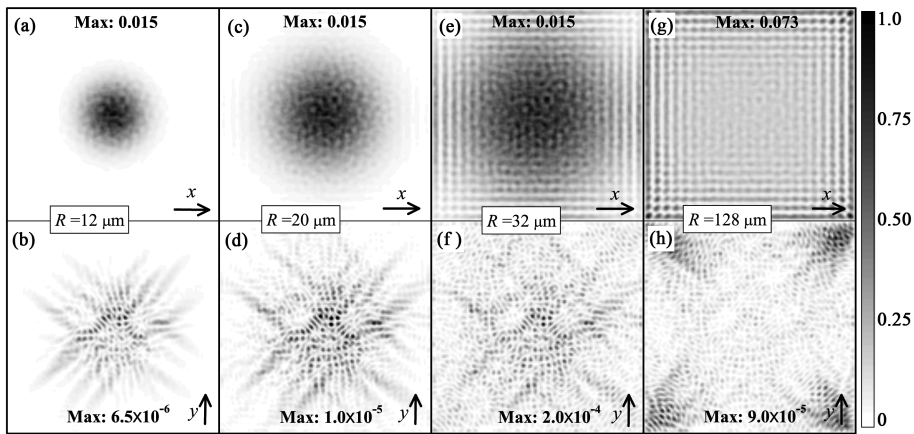 (a) Max: 0.015 (c) Max: 0.015 (e) Max: 0.015 (g) Max: 0.073 1.0
0.75
x x x x
R =12 μm R =20 μm R =32 μm R =128 μm 0.50
(b) (d) (f) (h)
0.25
Max: 6.5×10⁻⁶ y Max: 1.0×10⁻⁵ y Max: 2.0×10⁻⁴ y Max: 9.0×10⁻⁵ y
0